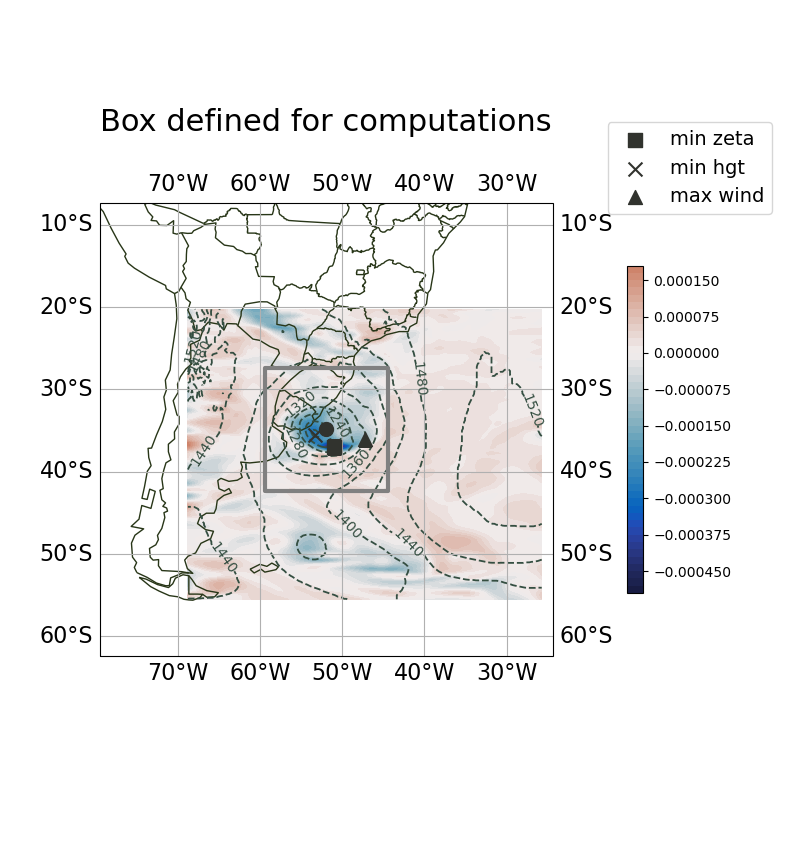 Box defined for computations
min zeta
min hgt
max wind
70°W 60°W 50°W 40°W 30°W
10°S 10°S
20°S 20°S
30°S 30°S
40°S 40°S
50°S 50°S
60°S 60°S
70°W 60°W 50°W 40°W 30°W
0.000150
0.000075
0.000000
−0.000075
−0.000150
−0.000225
−0.000300
−0.000375
−0.000450
1480
1520
1320
1240
1440
1360
1400
1440
1440